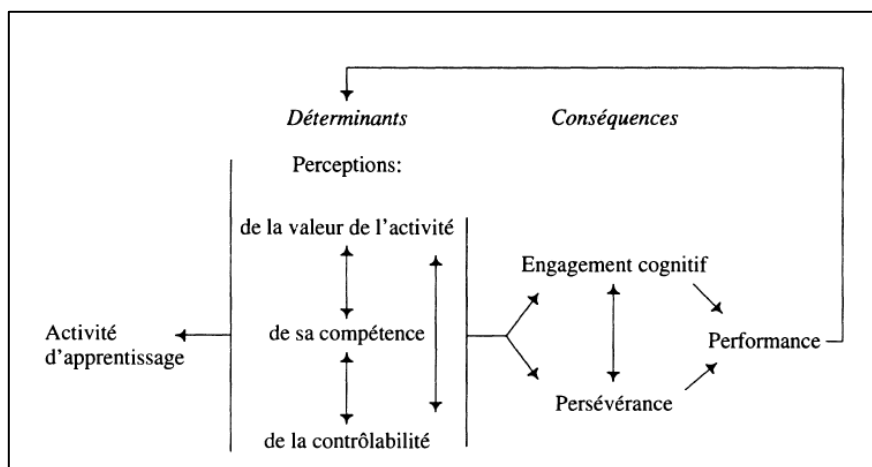 Déterminants
Conséquences
Perceptions:
de la valeur de l'activité
Engagement cognitif
Activité
d'apprentissage
de sa compétence
Performance
Persévérance
de la contrôlabilité